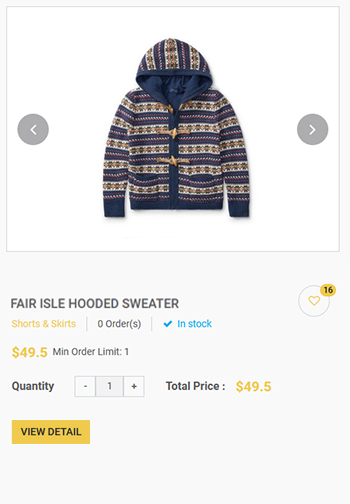 16
FAIR ISLE HOODED SWEATER
Shorts & Skirts 0 Order(s) In stock
$49.5 Min Order Limit: 1
Quantity - 1 + Total Price : $49.5
VIEW DETAIL